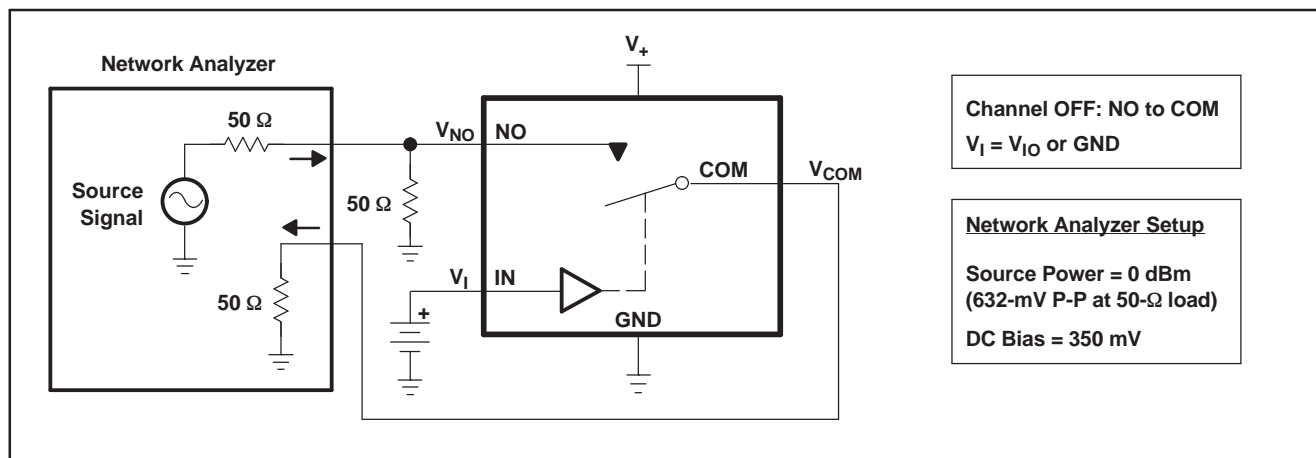 Network Analyzer
50 Ω
Source
Signal
50 Ω
V+
VNO
NO
50 Ω
COM
VCOM
VI
IN
+
GND
Channel OFF: NO to COM
VI = VIO or GND
Network Analyzer Setup
Source Power = 0 dBm
(632-mV P-P at 50-Ω load)
DC Bias = 350 mV